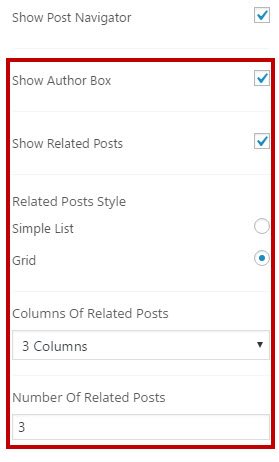 Show Post Navigator
Show Author Box
Show Related Posts
Related Posts Style
Simple List
Grid
Columns Of Related Posts
3 Columns
Number Of Related Posts
3